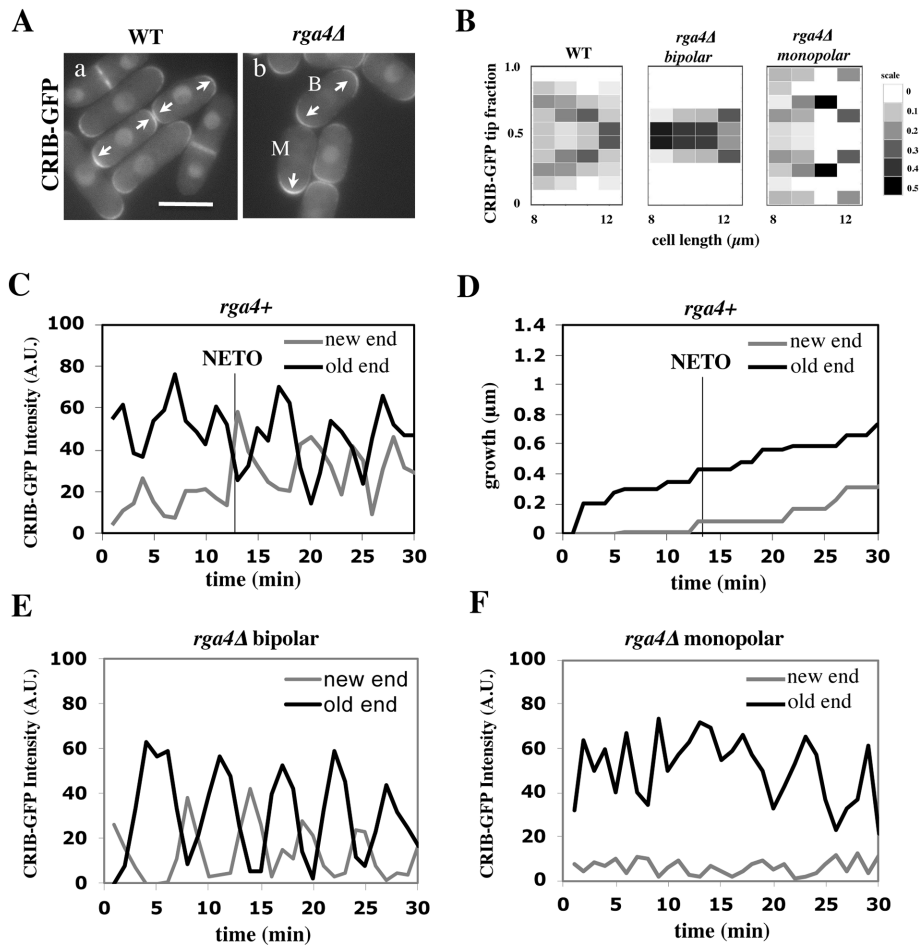 A
WT
rga4Δ
CRIB-GFP
a
b
B
M
B
WT
rga4Δ
bipolar
rga4Δ
monopolar
scale
CRIB-GFP tip fraction
1.0
0.5
0
0
0.1
0.2
0.3
0.4
0.5
8
12
8
12
8
12
cell length (μm)
C
rga4+
CRIB-GFP Intensity (A.U.)
100
80
60
40
20
0
NETO
new end
old end
0
5
10
15
20
25
30
time (min)
D
rga4+
growth (μm)
1.4
1.2
1
0.8
0.6
0.4
0.2
0
NETO
new end
old end
0
5
10
15
20
25
30
time (min)
E
rga4Δ bipolar
CRIB-GFP Intensity (A.U.)
100
80
60
40
20
0
new end
old end
0
5
10
15
20
25
30
time (min)
F
rga4Δ monopolar
CRIB-GFP Intensity (A.U.)
100
80
60
40
20
0
new end
old end
0
5
10
15
20
25
30
time (min)